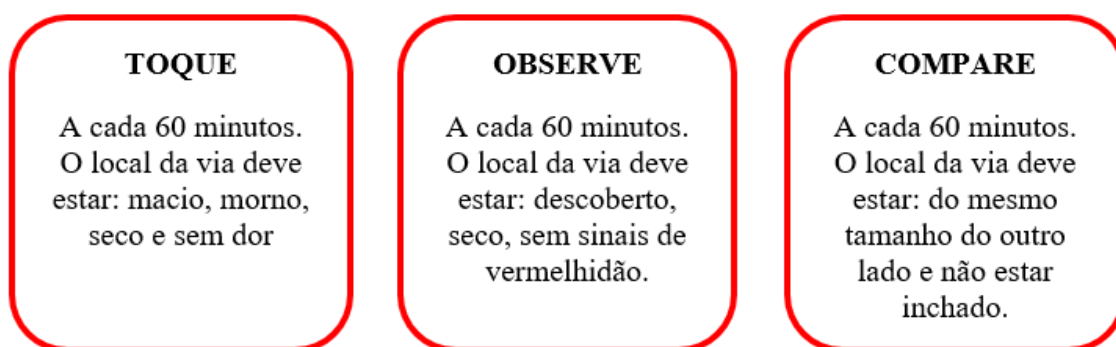 TOQUE
A cada 60 minutos.
O local da via deve
estar: macio, morno,
seco e sem dor
OBSERVE
A cada 60 minutos.
O local da via deve
estar: descoberto,
seco, sem sinais de
vermelhidão.
COMPARE
A cada 60 minutos.
O local da via deve
estar: do mesmo
tamanho do outro
lado e não estar
inchado.